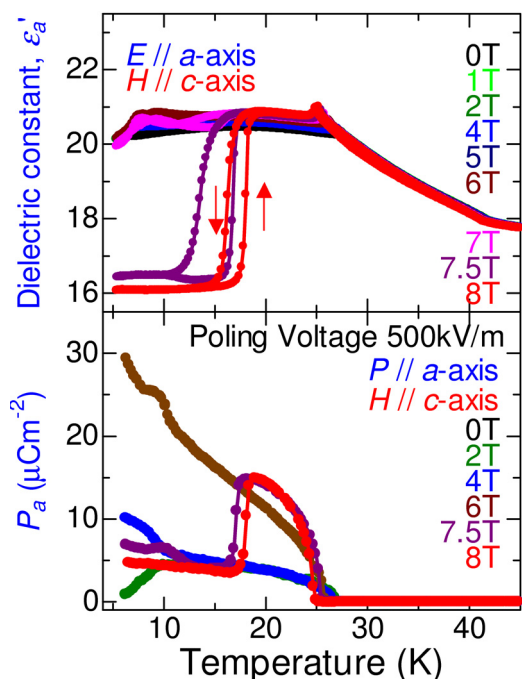 Dielectric constant, εa'
22
20
18
16
E // a-axis
H // c-axis
0T
1T
2T
4T
5T
6T
7T
7.5T
8T
Pa (μCm-2)
30
20
10
0
Poling Voltage 500kV/m
P // a-axis
H // c-axis
0T
2T
4T
6T
7.5T
8T
10 20 30 40
Temperature (K)